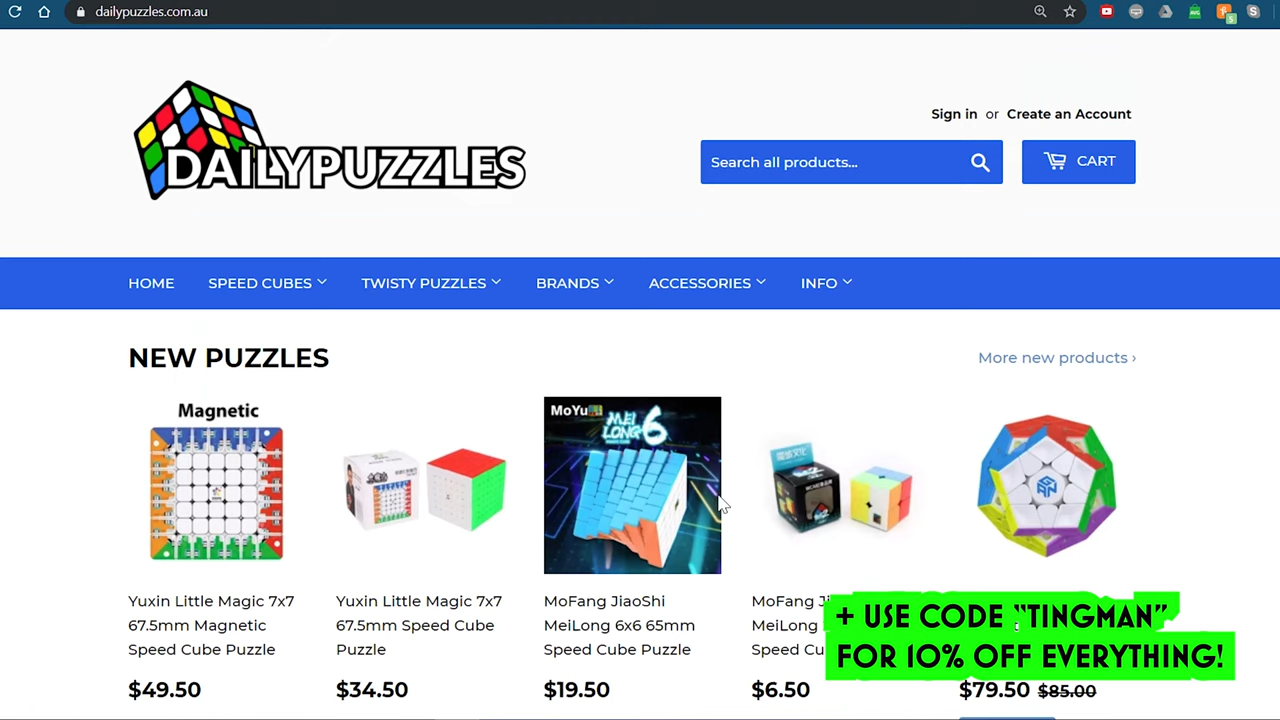 dailypuzzles.com.au
DAILYPUZZLES
Sign in or Create an Account
Search all products...
CART
HOME
SPEED CUBES
TWISTY PUZZLES
BRANDS
ACCESSORIES
INFO
NEW PUZZLES
More new products ›
Magnetic
MoYu
MEI
LONG 6
Yuxin Little Magic 7x7
67.5mm Magnetic
Speed Cube Puzzle
$49.50
Yuxin Little Magic 7x7
67.5mm Speed Cube
Puzzle
$34.50
MoFang JiaoShi
MeiLong 6x6 65mm
Speed Cube Puzzle
$19.50
MoFang
MeiLong
Speed
$6.50
$79.50 $85.00
+ USE CODE "TINGMAN"
FOR 10% OFF EVERYTHING!